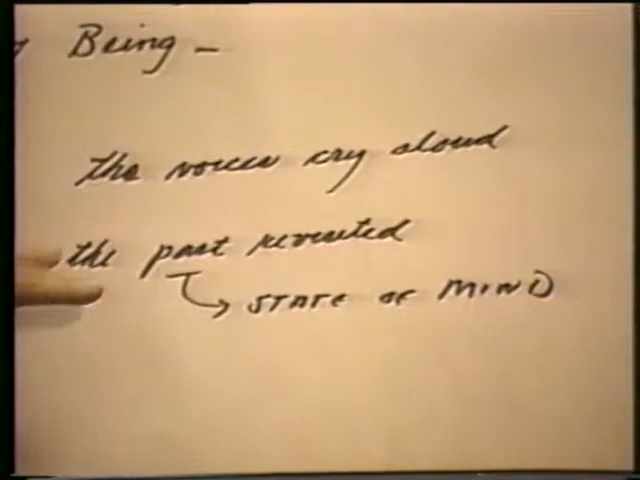 Being –
the voices cry aloud
the past revisited
STATE OF MIND